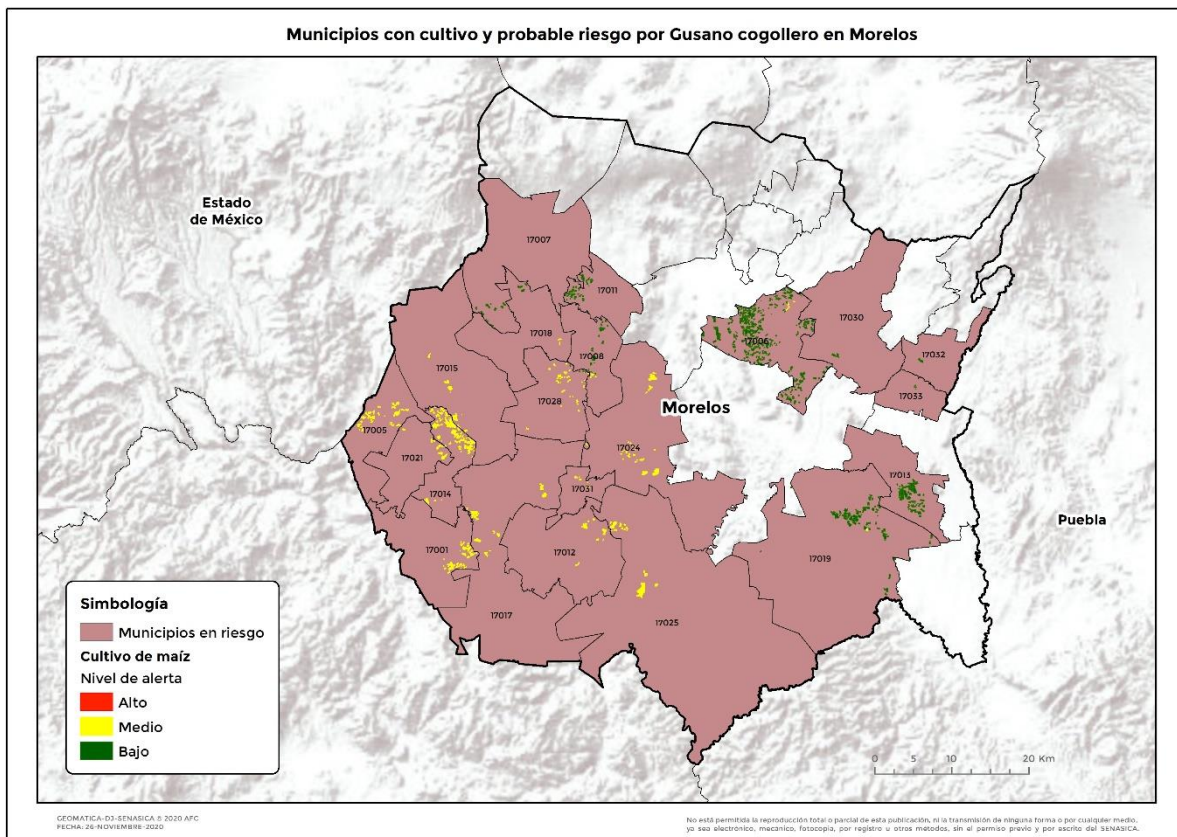 Municipios con cultivo y probable riesgo por Gusano cogollero en Morelos
Estado
de México
17007
17011
17030
17018
17006
17008
17032
17015
17033
17028
Morelos
17005
17024
17021
17013
17031
17014
Puebla
17001
17012
17019
17025
17017
Simbología
Municipios en riesgo
Cultivo de maíz
Nivel de alerta
Alto
Medio
Bajo
0 5 10 20 Km
GEOMATICA-DJ-SENASICA © 2020 AFC
FECHA: 26-NOVIEMBRE-2020
No está permitida la reproducción total o parcial de esta publicación, ni la transmisión de ninguna forma o por cualquier medio,
ya sea electrónico, mecánico, fotocopia, por registro u otros métodos, sin el permiso previo y por escrito del SENASICA.